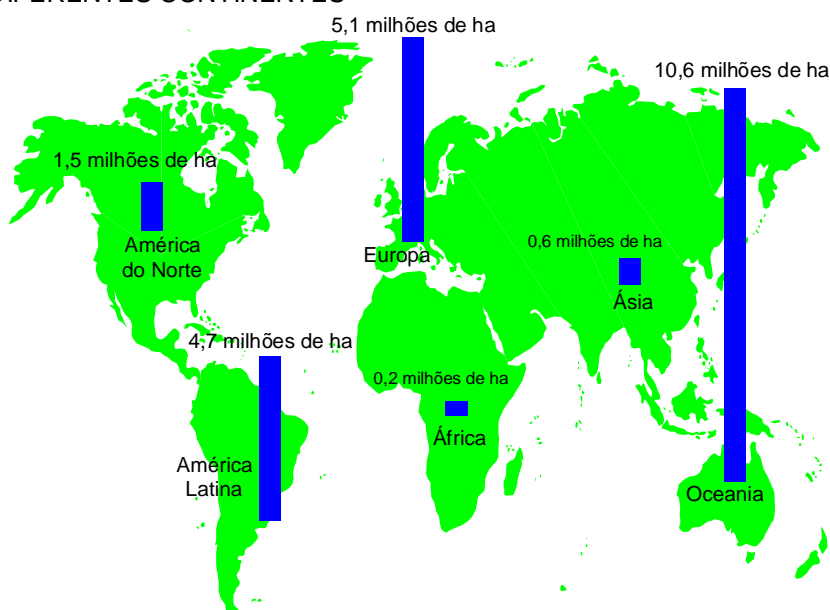 DIFERENTES CONTINENTES
5,1 milhões de ha
10,6 milhões de ha
1,5 milhões de ha
América
do Norte
Europa
0,6 milhões de ha
Ásia
4,7 milhões de ha
0,2 milhões de ha
África
América
Latina
Oceania